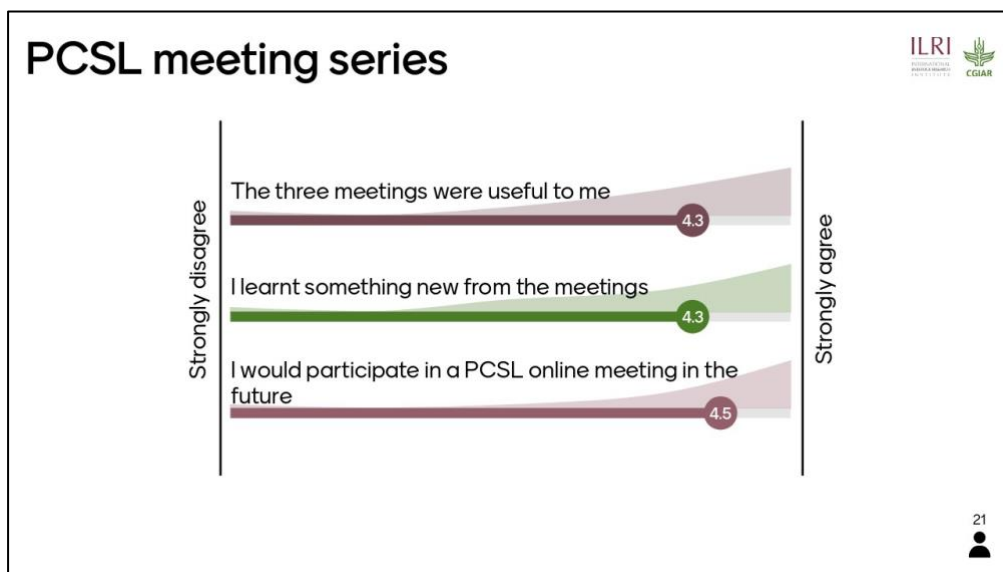 PCSL meeting series
ILRI
INTERNATIONAL
LIVESTOCK RESEARCH
INSTITUTE
CGIAR
Strongly disagree
The three meetings were useful to me
4.3
I learnt something new from the meetings
4.3
I would participate in a PCSL online meeting in the
future
4.5
Strongly agree
21